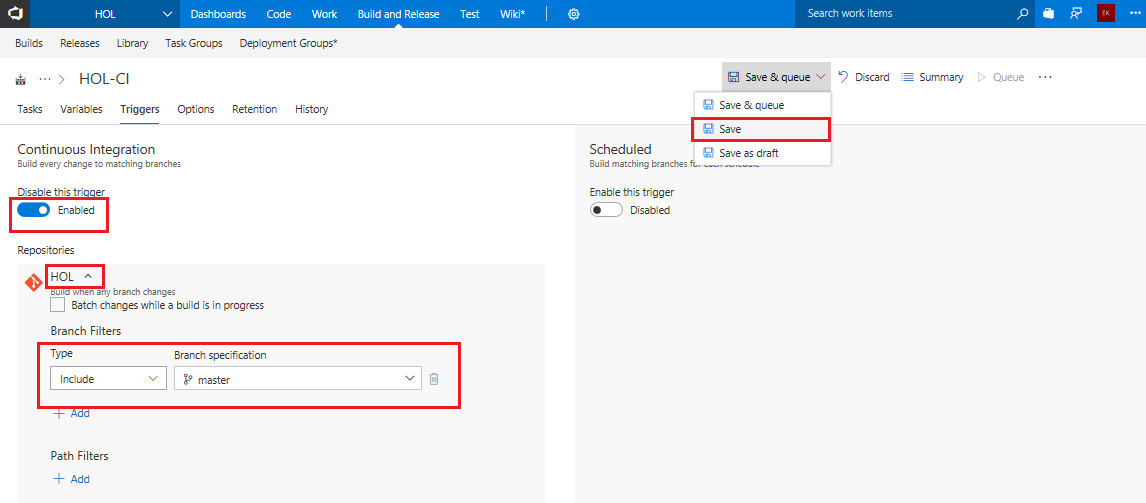 HOL Dashboards Code Work Build and Release Test Wiki* Search work items EK
Builds Releases Library Task Groups Deployment Groups*
HOL-CI Save & queue Discard Summary Queue
Tasks Variables Triggers Options Retention History
Save & queue
Save
Save as draft
Continuous Integration
Build every change to matching branches
Disable this trigger
Enabled
Repositories
HOL
Build when any branch changes
Batch changes while a build is in progress
Branch Filters
Type Branch specification
Include master
Add
Path Filters
Add
Scheduled
Build matching branches for each schedule
Enable this trigger
Disabled